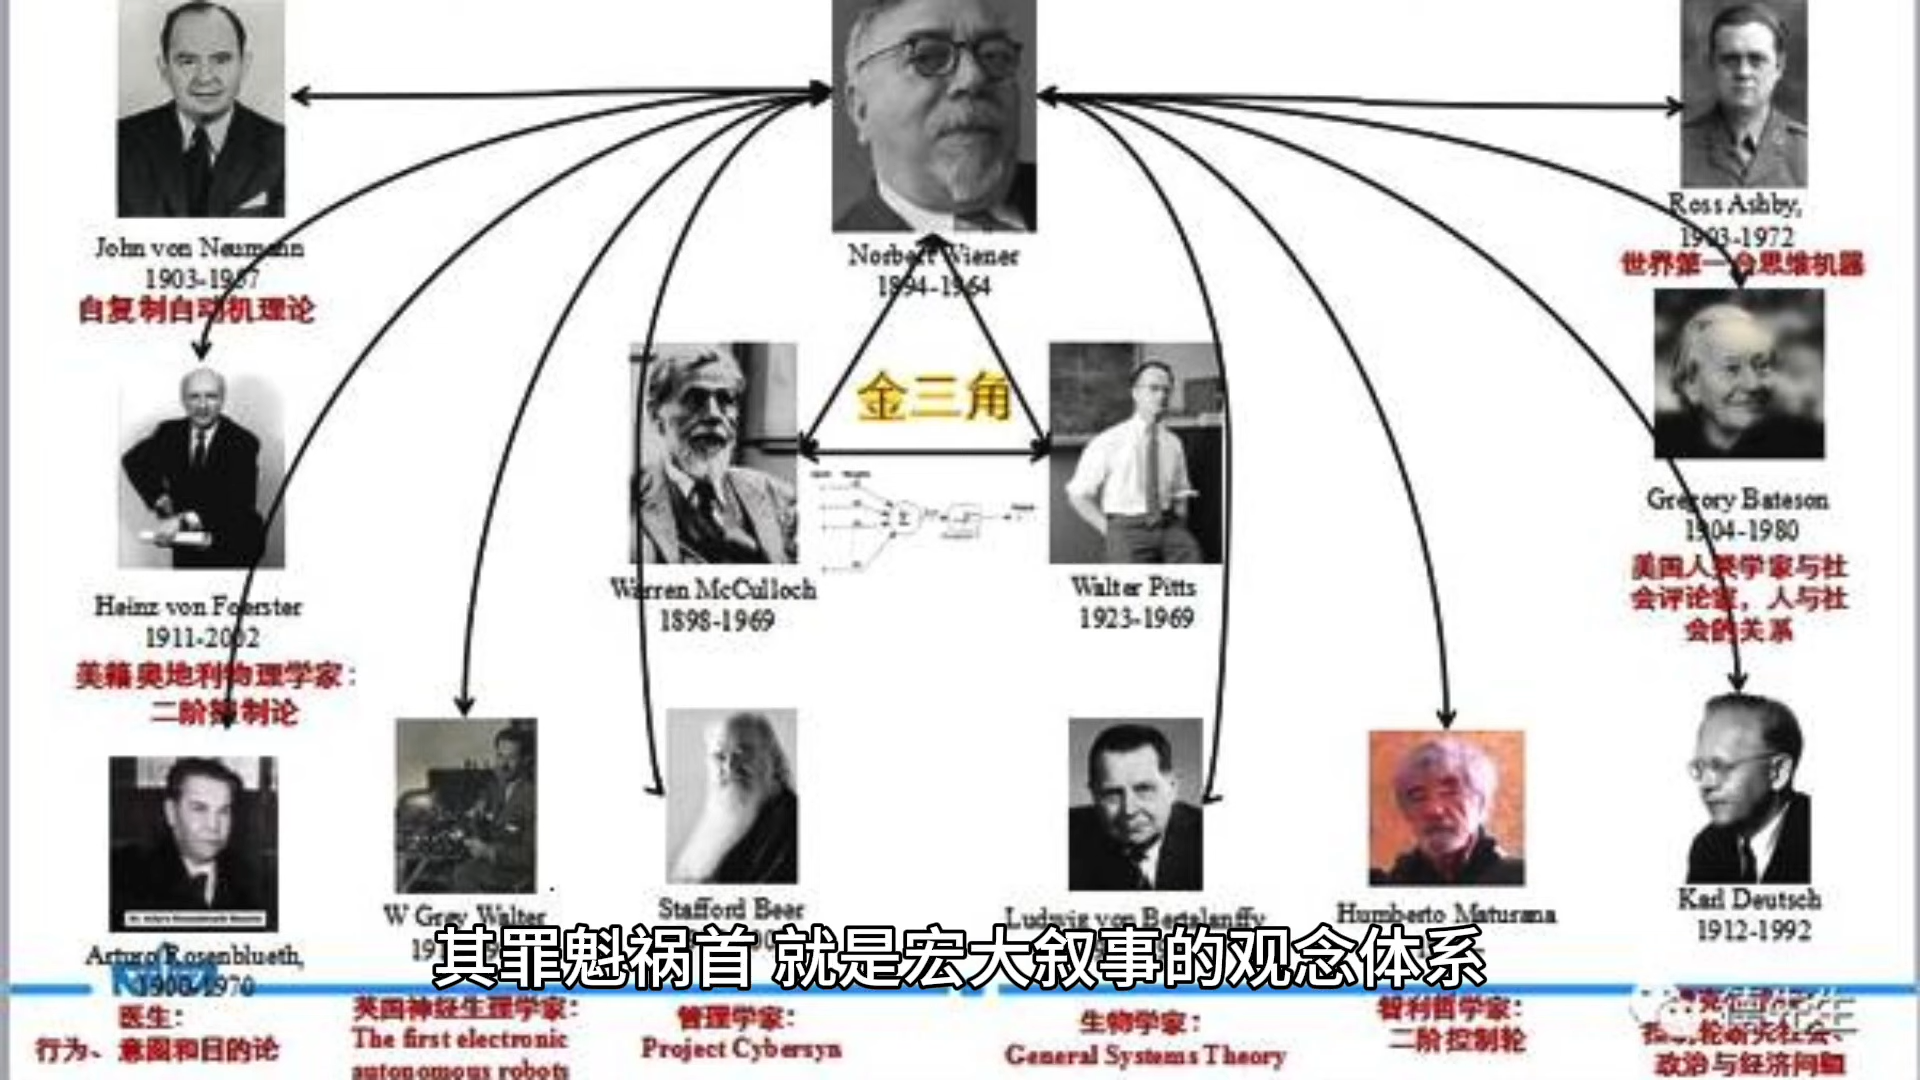 John von Neumann
1903-1957
自复制自动机理论
Norbert Wiener
1894-1964
Ross Ashby,
1903-1972
世界第一台思维机器
金三角
Heinz von Foerster
1911-2002
美籍奥地利物理学家:
二阶控制论
Warren McCulloch
1898-1969
Walter Pitts
1923-1969
Gregory Bateson
1904-1980
美国人类学家与社
会评论家，人与社
会的关系
Arturo Rosenblueth,
1900-1970
医生:
行为、意图和目的论
W Grey Walter
英国神经生理学家:
The first electronic
autonomous robots
Stafford Beer
管理学家:
Project Cybersyn
Ludwig von Bertalanffy
生物学家:
General Systems Theory
Humberto Maturana
智利哲学家:
二阶控制轮
Karl Deutsch
1912-1992
政治与经济问题
其罪魁祸首 就是宏大叙事的观念体系